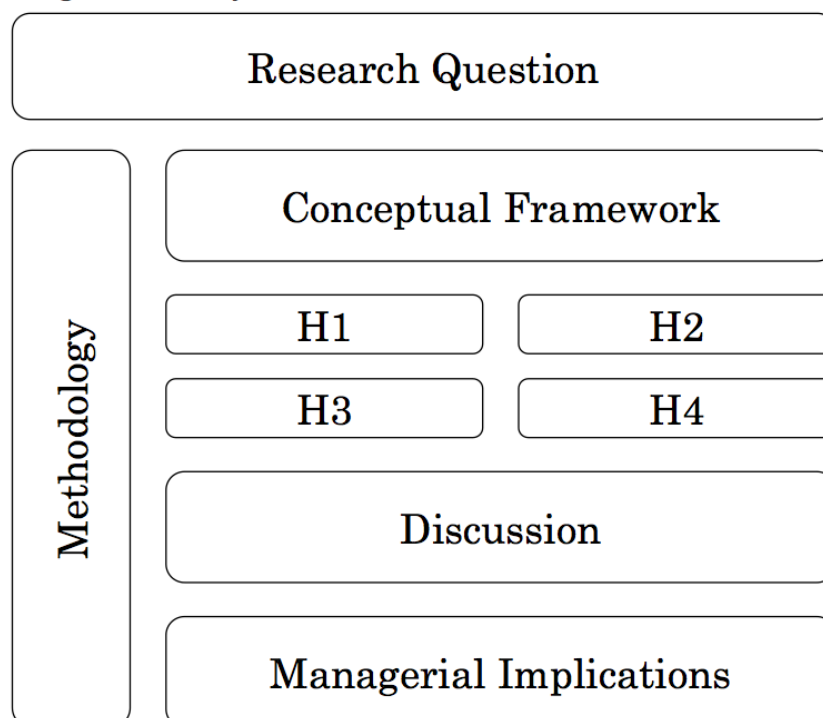 Research Question
Methodology
Conceptual Framework
H1
H2
H3
H4
Discussion
Managerial Implications